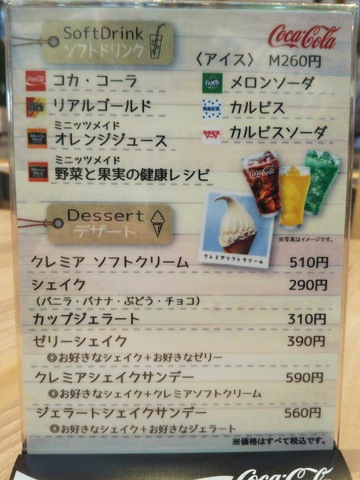 SoftDrink
ソフトドリンク
Coca-Cola
〈アイス〉 M260円
コカ・コーラ
メロンソーダ
リアルゴールド
カルピス
ミニッツメイド
オレンジジュース
カルピスソーダ
ミニッツメイド
野菜と果実の健康レシピ
Coca-Cola
クレミアソフトクリーム
※写真はイメージです。
Dessert
デザート
クレミア ソフトクリーム 510円
シェイク 290円
(バニラ・バナナ・ぶどう・チョコ)
カップジェラート 310円
ゼリーシェイク 390円
◎お好きなシェイク+お好きなゼリー
クレミアシェイクサンデー 590円
◎お好きなシェイク+クレミアソフトクリーム
ジェラートシェイクサンデー 560円
◎お好きなシェイク+お好きなジェラート
※価格はすべて税込です。
Coca-Cola